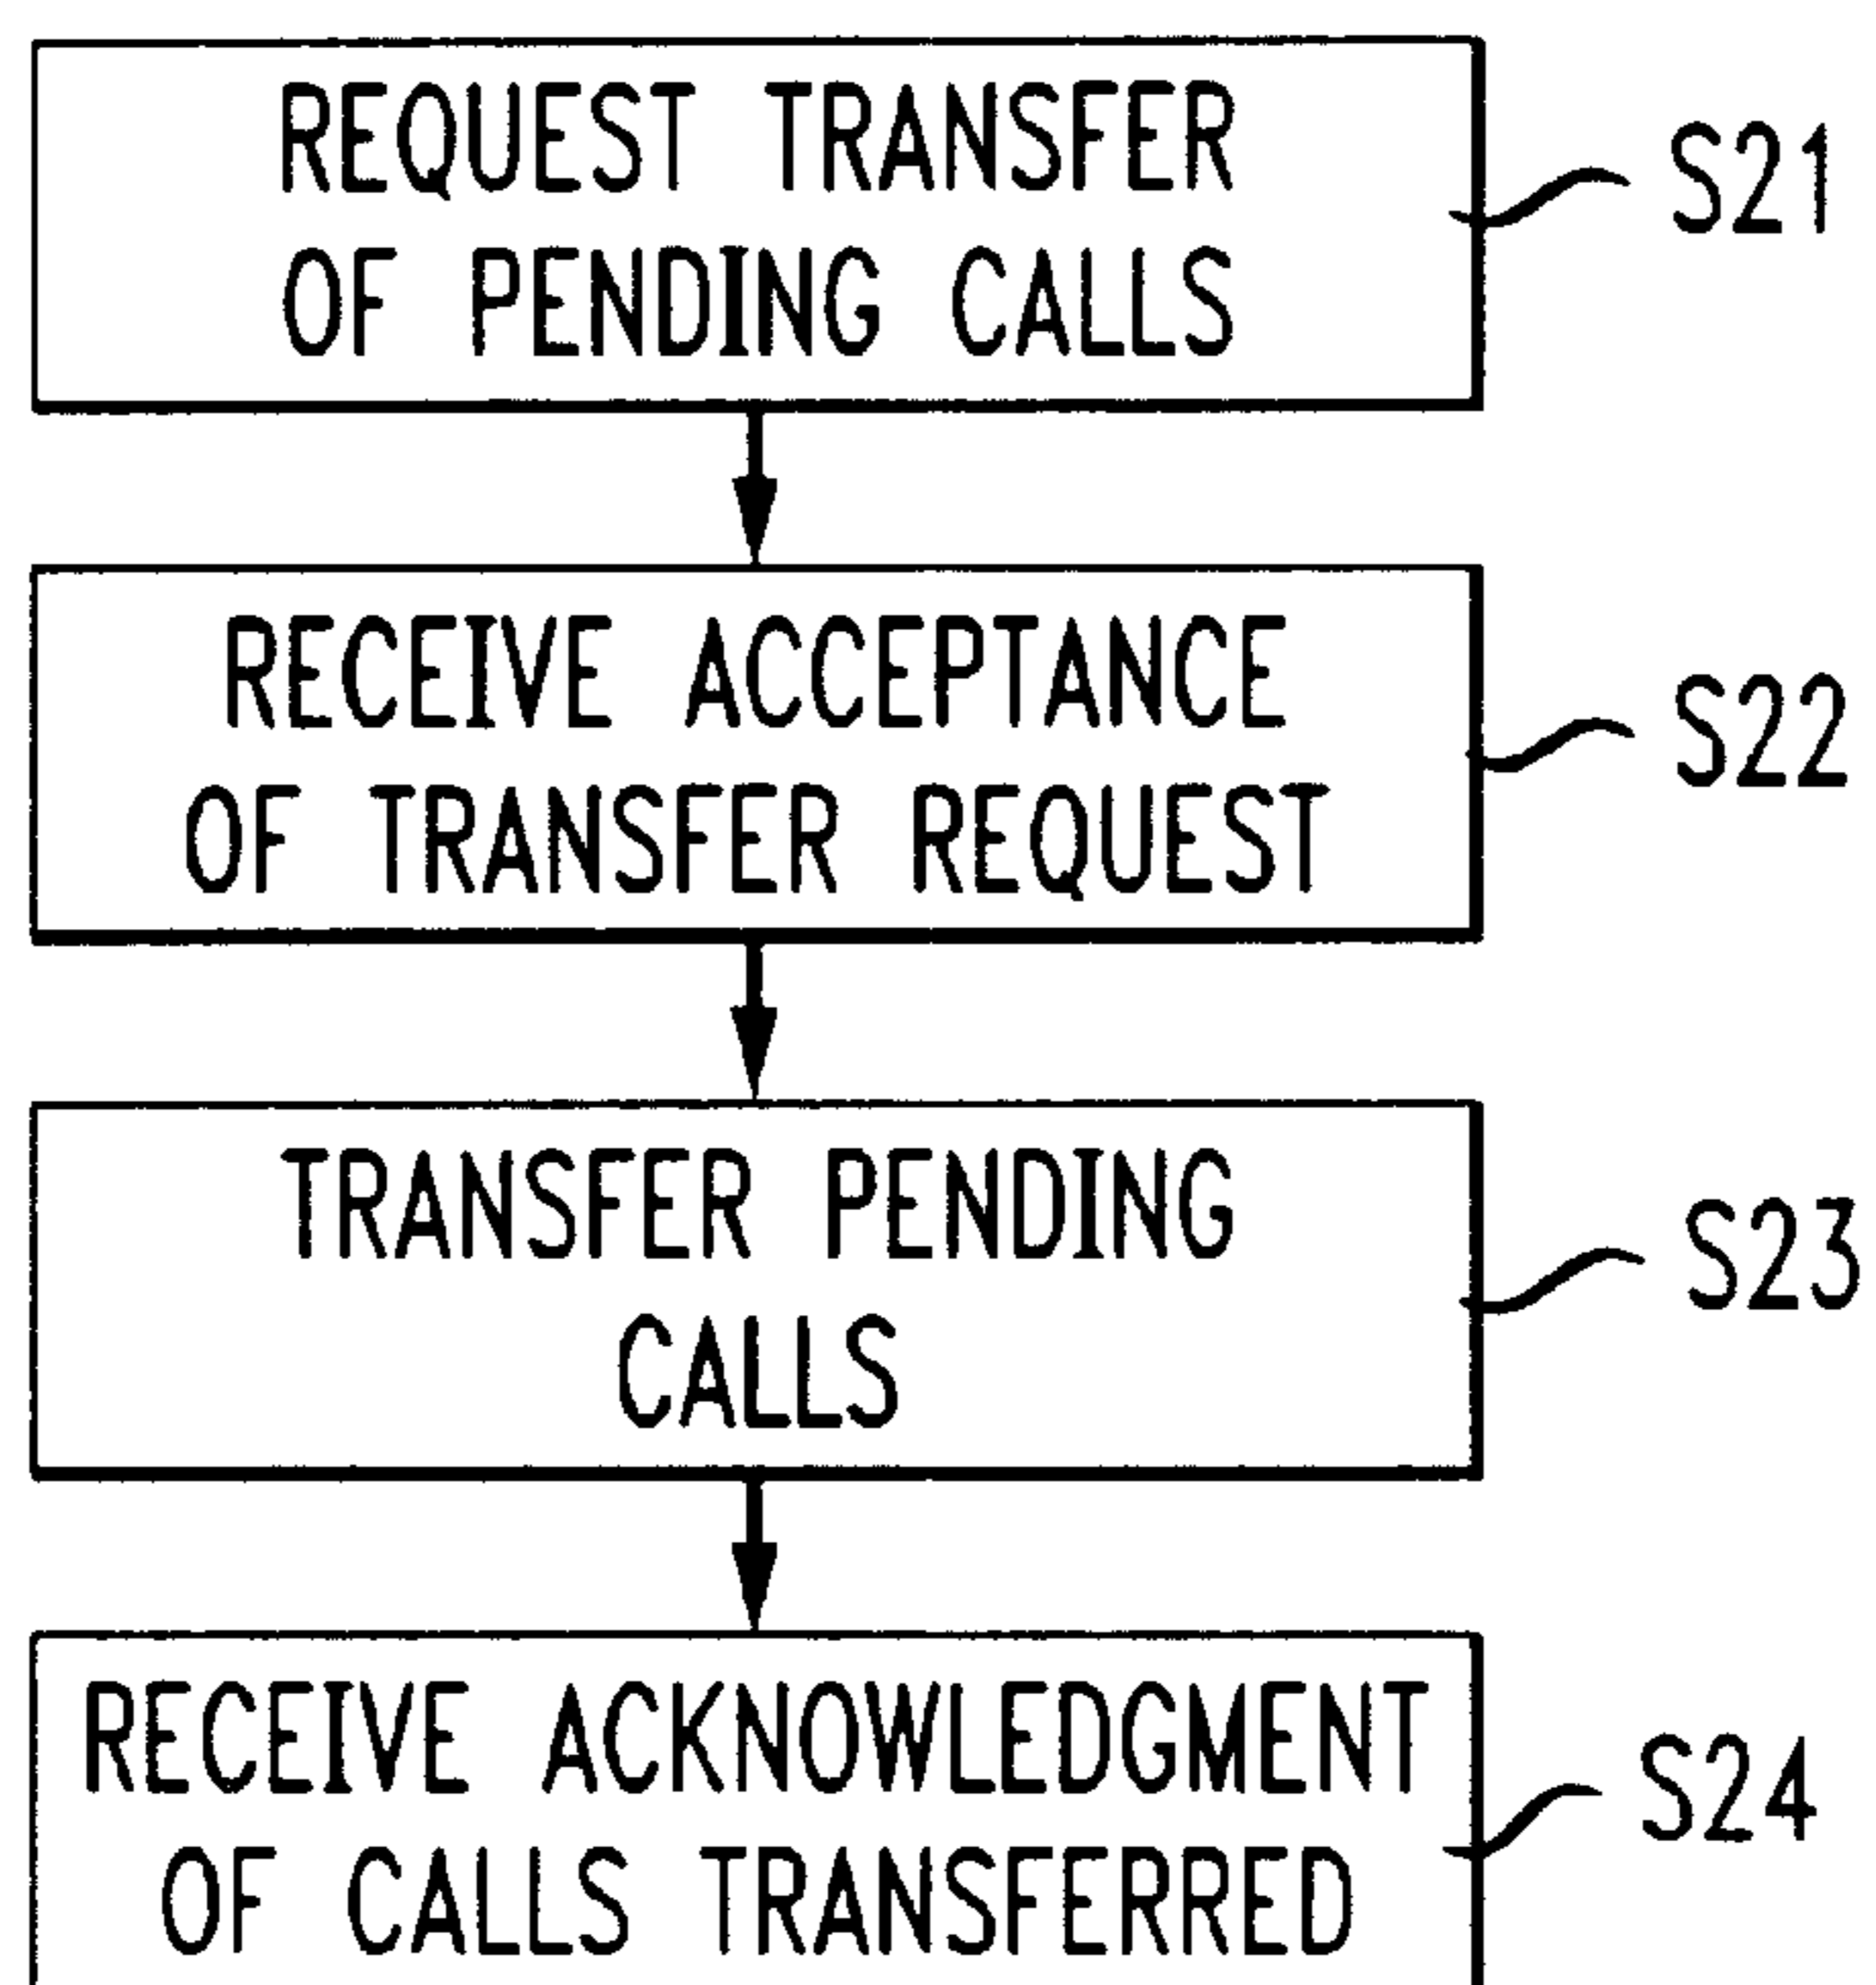 REQUEST TRANSFER
OF PENDING CALLS
S21
RECEIVE ACCEPTANCE
OF TRANSFER REQUEST
S22
TRANSFER PENDING
CALLS
S23
RECEIVE ACKNOWLEDGMENT
OF CALLS TRANSFERRED
S24